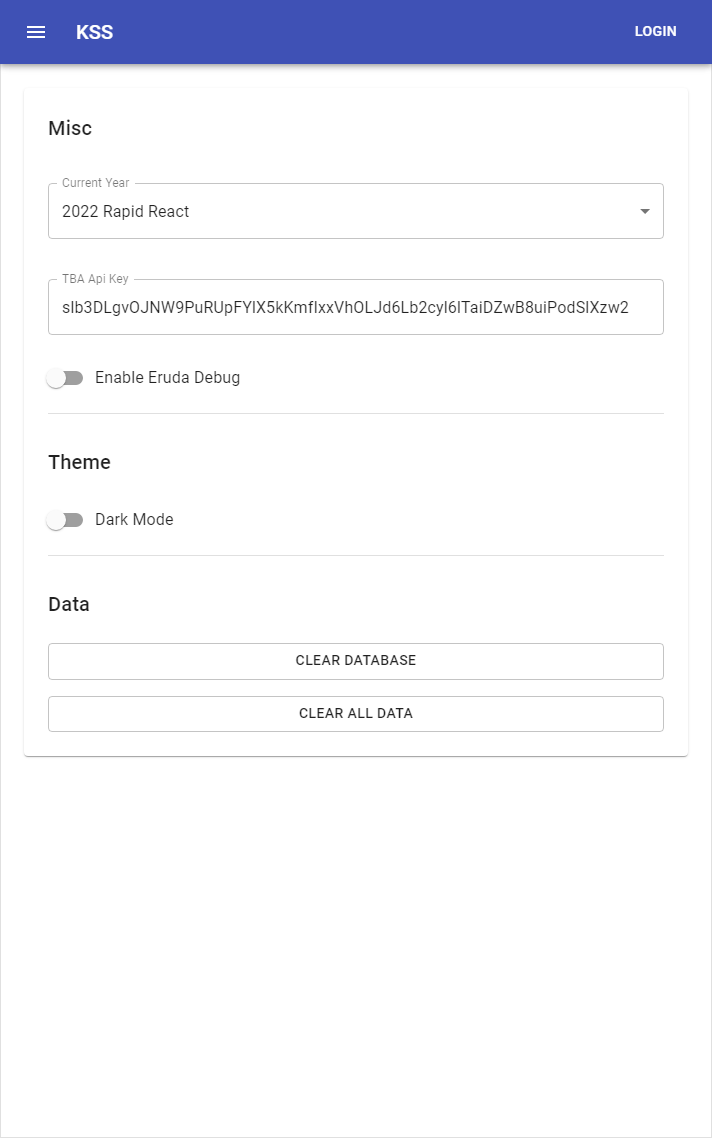 KSS
LOGIN
Misc
Current Year
2022 Rapid React
TBA Api Key
sIb3DLgvOJNW9PuRUpFYlX5kKmfIxxVhOLJd6Lb2cyI6ITaiDZwB8uiPodSIXzw2
Enable Eruda Debug
Theme
Dark Mode
Data
CLEAR DATABASE
CLEAR ALL DATA